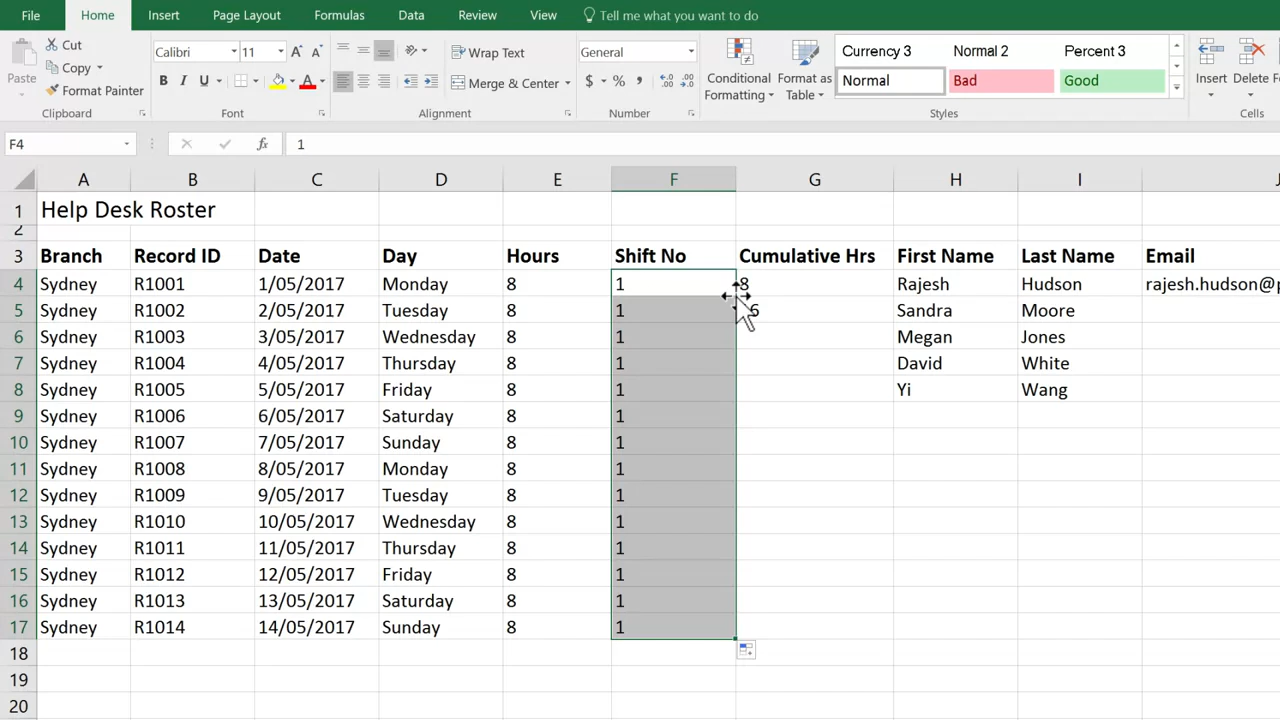 File Home Insert Page Layout Formulas Data Review View Tell me what you want to do
Cut
Copy
Format Painter
Paste
Clipboard
Calibri 11 A A
B I U A
Font
Wrap Text
Merge & Center
Alignment
General
$ % , .0 .00 .00 .0
Number
Conditional Formatting
Format as Table
Currency 3 Normal 2 Percent 3
Normal Bad Good
Styles
Insert Delete F
Cells
F4 fx 1
A B C D E F G H I J
1 Help Desk Roster
2
3 Branch Record ID Date Day Hours Shift No Cumulative Hrs First Name Last Name Email
4 Sydney R1001 1/05/2017 Monday 8 1 8 Rajesh Hudson rajesh.hudson@p
5 Sydney R1002 2/05/2017 Tuesday 8 1 6 Sandra Moore
6 Sydney R1003 3/05/2017 Wednesday 8 1 Megan Jones
7 Sydney R1004 4/05/2017 Thursday 8 1 David White
8 Sydney R1005 5/05/2017 Friday 8 1 Yi Wang
9 Sydney R1006 6/05/2017 Saturday 8 1
10 Sydney R1007 7/05/2017 Sunday 8 1
11 Sydney R1008 8/05/2017 Monday 8 1
12 Sydney R1009 9/05/2017 Tuesday 8 1
13 Sydney R1010 10/05/2017 Wednesday 8 1
14 Sydney R1011 11/05/2017 Thursday 8 1
15 Sydney R1012 12/05/2017 Friday 8 1
16 Sydney R1013 13/05/2017 Saturday 8 1
17 Sydney R1014 14/05/2017 Sunday 8 1
18
19
20